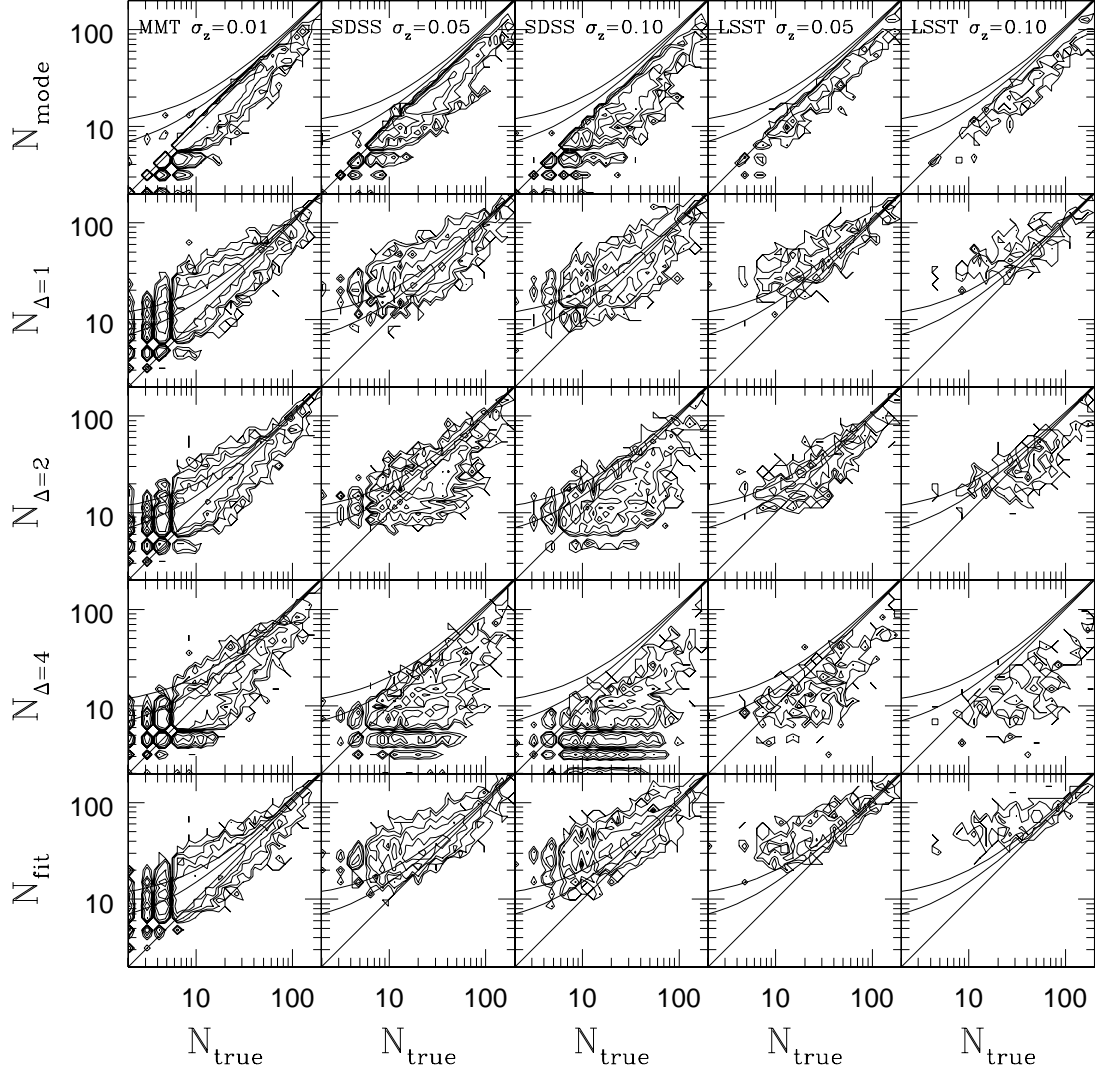 MMT σz=0.01 SDSS σz=0.05 SDSS σz=0.10 LSST σz=0.05 LSST σz=0.10
100
10
Nmode
100
10
NΔ=1
100
10
NΔ=2
100
10
NΔ=4
100
10
Nfit
10 100 10 100 10 100 10 100 10 100
Ntrue Ntrue Ntrue Ntrue Ntrue